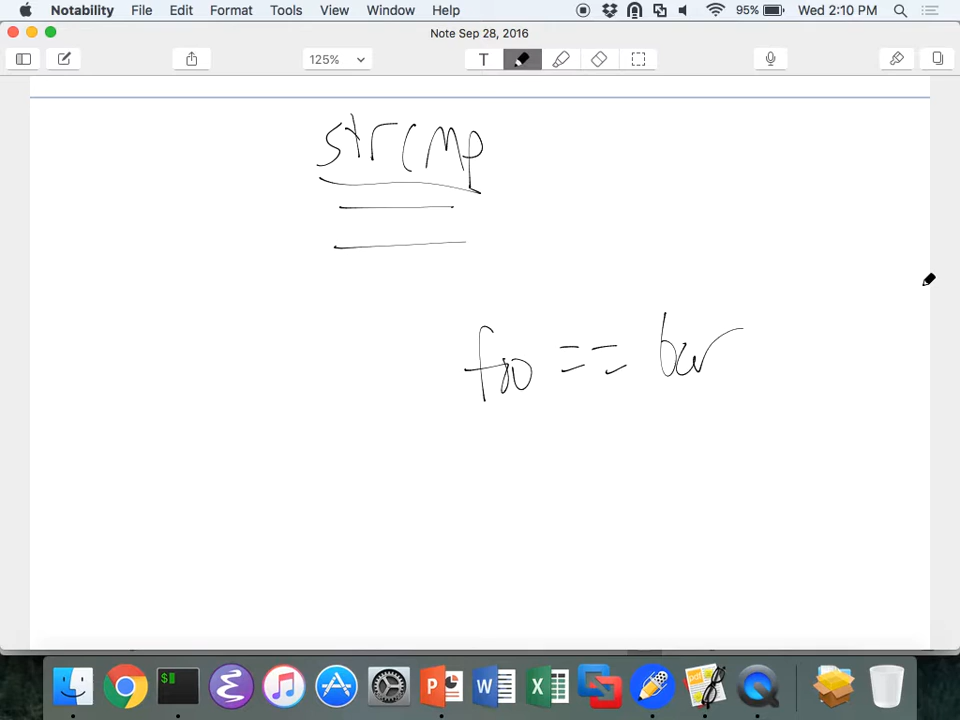 Notability File Edit Format Tools View Window Help 95% Wed 2:10 PM
Note Sep 28, 2016
125% T
strcmp
foo == bar